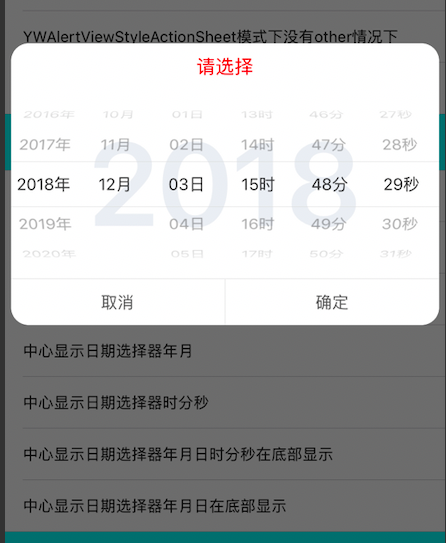 YWAlertViewStyleActionSheet模式下没有other情况下
请选择
2016年 10月 01日 13时 46分 27秒
2017年 11月 02日 14时 47分 28秒
2018
2018年 12月 03日 15时 48分 29秒
2019年 04日 16时 49分 30秒
2020年 05日 17时 50分 31秒
取消 确定
中心显示日期选择器年月
中心显示日期选择器时分秒
中心显示日期选择器年月日时分秒在底部显示
中心显示日期选择器年月日在底部显示